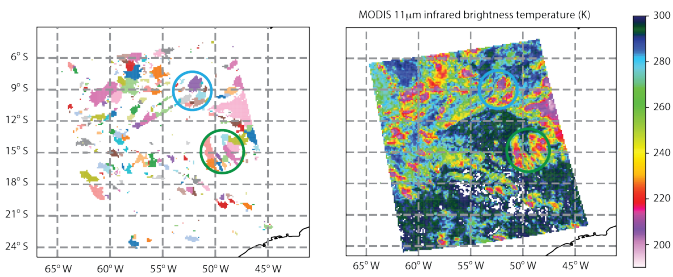 MODIS 11μm infrared brightness temperature (K)
6° S
9° S
12° S
15° S
18° S
21° S
24° S
65° W 60° W 55° W 50° W 45° W
65° W 60° W 55° W 50° W 45° W
300
280
260
240
220
200